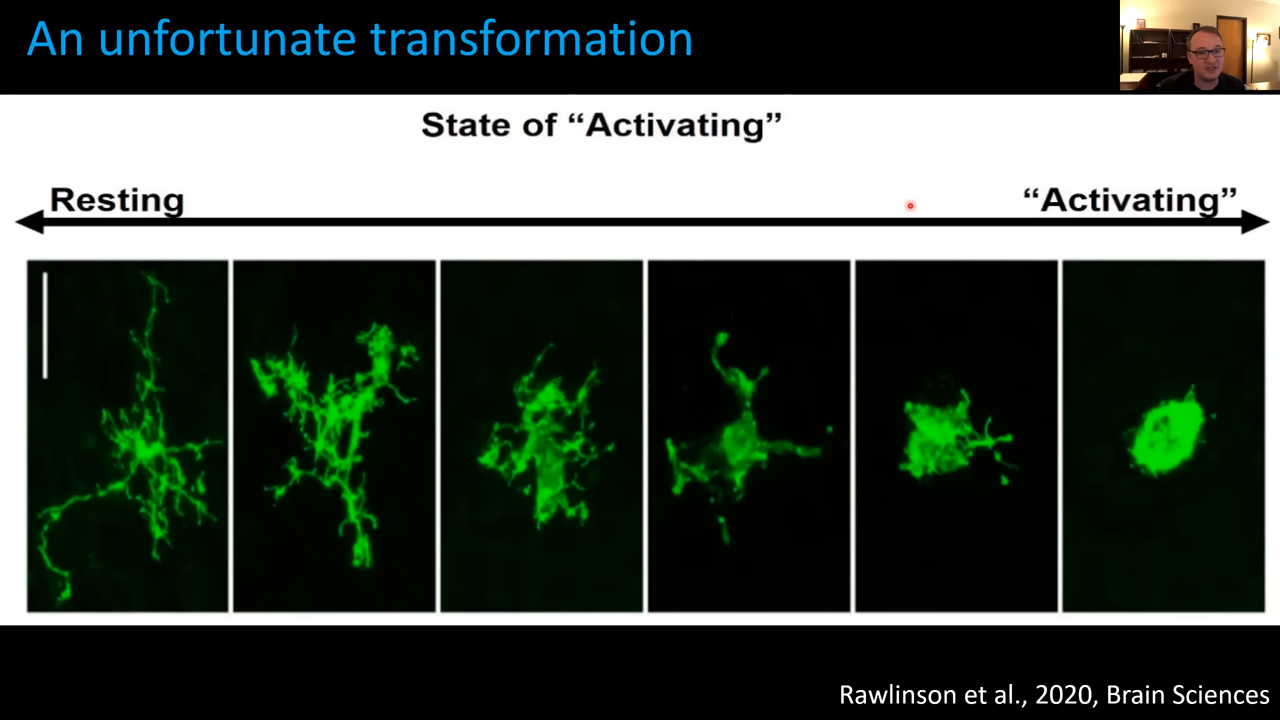 An unfortunate transformation
State of “Activating”
Resting
“Activating”
Rawlinson et al., 2020, Brain Sciences